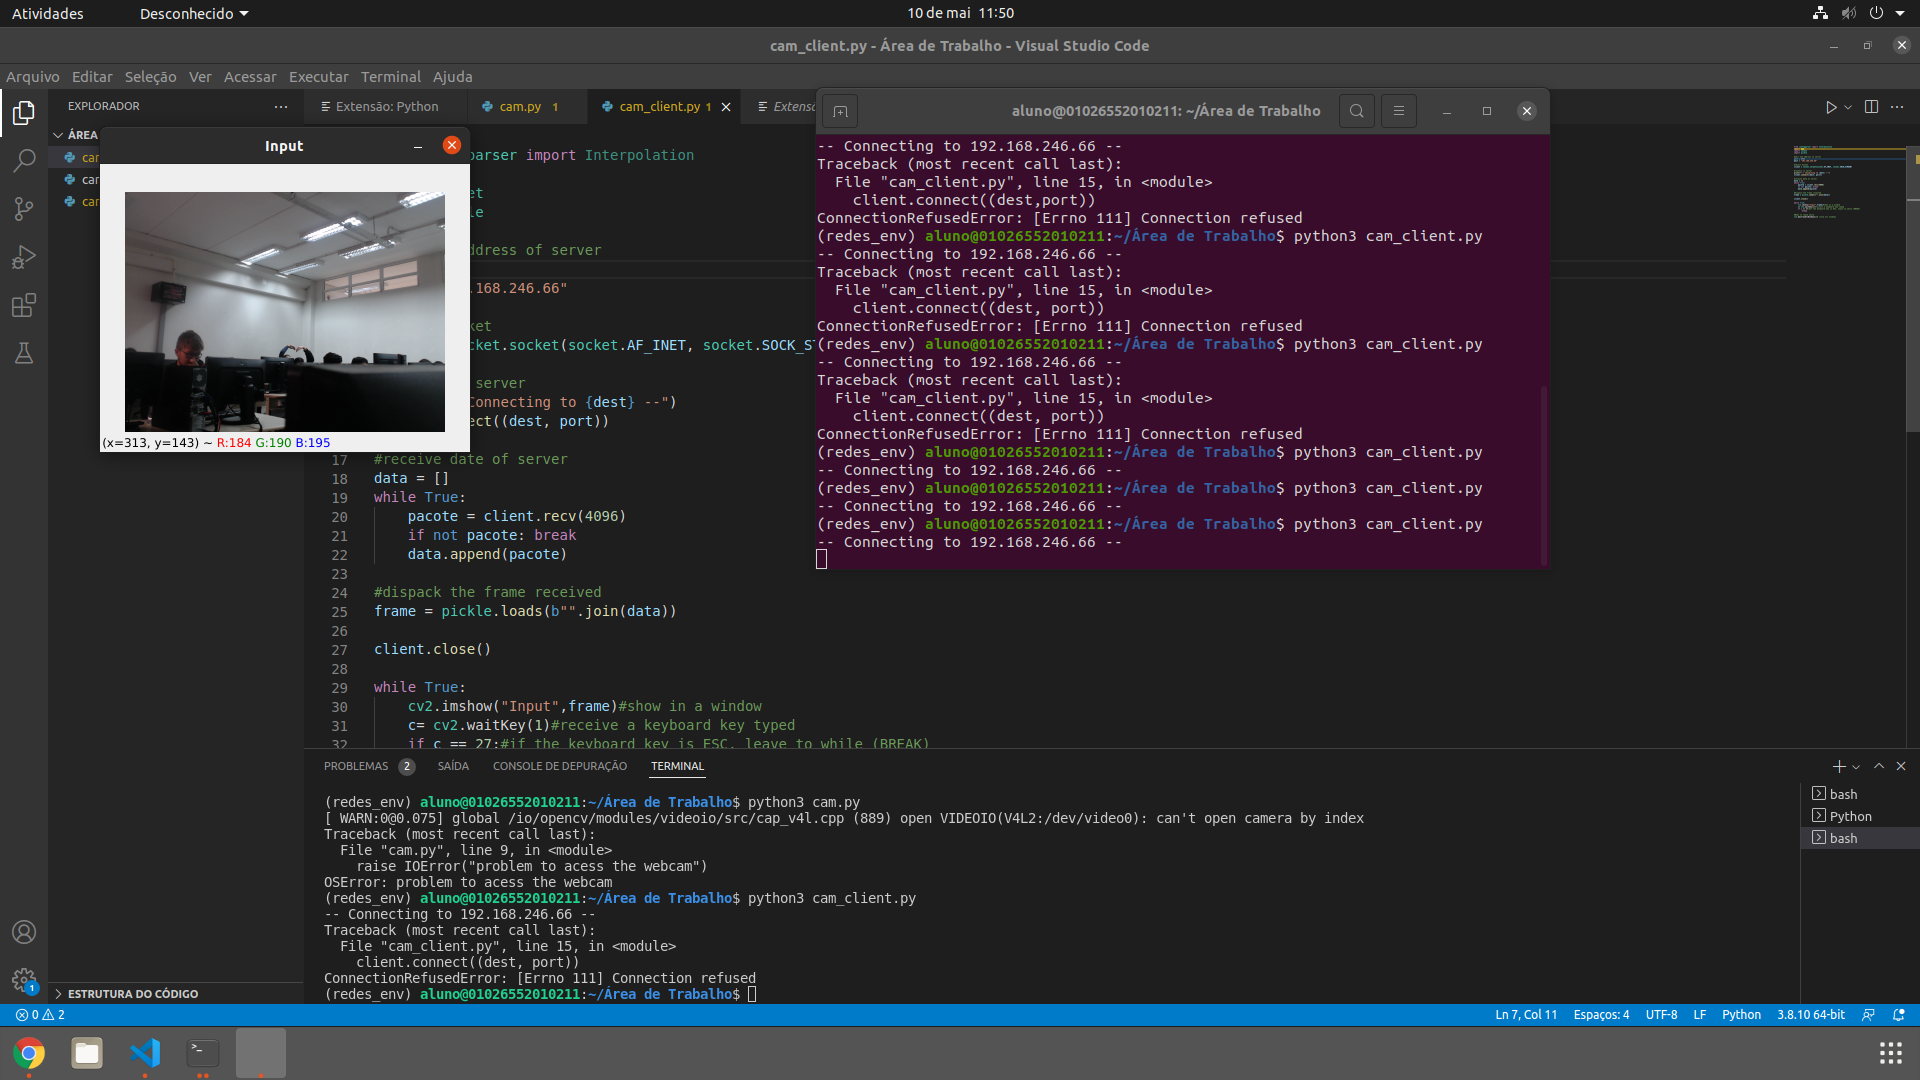 Atividades
Desconhecido
10 de mai 11:50
cam_client.py - Área de Trabalho - Visual Studio Code
Arquivo Editar Seleção Ver Acessar Executar Terminal Ajuda
EXPLORADOR
Extensão: Python
cam.py 1
cam_client.py 1
Extensã
ÁREA
cam
cam
cam
Input
(x=313, y=143) ~ R:184 G:190 B:195
parser import Interpolation
et
le
ddress of server
.168.246.66"
ket
cket.socket(socket.AF_INET, socket.SOCK_ST
server
Connecting to {dest} --")
ect((dest, port))
17 #receive date of server
18 data = []
19 while True:
20 pacote = client.recv(4096)
21 if not pacote: break
22 data.append(pacote)
23
24 #dispack the frame received
25 frame = pickle.loads(b"".join(data))
26
27 client.close()
28
29 while True:
30 cv2.imshow("Input",frame)#show in a window
31 c= cv2.waitKey(1)#receive a keyboard key typed
32 if c == 27:#if the keyboard key is ESC, leave to while (BREAK)
aluno@01026552010211: ~/Área de Trabalho
-- Connecting to 192.168.246.66 --
Traceback (most recent call last):
File "cam_client.py", line 15, in <module>
client.connect((dest,port))
ConnectionRefusedError: [Errno 111] Connection refused
(redes_env) aluno@01026552010211:~/Área de Trabalho$ python3 cam_client.py
-- Connecting to 192.168.246.66 --
Traceback (most recent call last):
File "cam_client.py", line 15, in <module>
client.connect((dest, port))
ConnectionRefusedError: [Errno 111] Connection refused
(redes_env) aluno@01026552010211:~/Área de Trabalho$ python3 cam_client.py
-- Connecting to 192.168.246.66 --
Traceback (most recent call last):
File "cam_client.py", line 15, in <module>
client.connect((dest, port))
ConnectionRefusedError: [Errno 111] Connection refused
(redes_env) aluno@01026552010211:~/Área de Trabalho$ python3 cam_client.py
-- Connecting to 192.168.246.66 --
(redes_env) aluno@01026552010211:~/Área de Trabalho$ python3 cam_client.py
-- Connecting to 192.168.246.66 --
(redes_env) aluno@01026552010211:~/Área de Trabalho$ python3 cam_client.py
-- Connecting to 192.168.246.66 --
PROBLEMAS 2 SAÍDA CONSOLE DE DEPURAÇÃO TERMINAL
(redes_env) aluno@01026552010211:~/Área de Trabalho$ python3 cam.py
[ WARN:0@0.075] global /io/opencv/modules/videoio/src/cap_v4l.cpp (889) open VIDEOIO(V4L2:/dev/video0): can't open camera by index
Traceback (most recent call last):
File "cam.py", line 9, in <module>
raise IOError("problem to acess the webcam")
OSError: problem to acess the webcam
(redes_env) aluno@01026552010211:~/Área de Trabalho$ python3 cam_client.py
-- Connecting to 192.168.246.66 --
Traceback (most recent call last):
File "cam_client.py", line 15, in <module>
client.connect((dest, port))
ConnectionRefusedError: [Errno 111] Connection refused
(redes_env) aluno@01026552010211:~/Área de Trabalho$
bash
Python
bash
1
ESTRUTURA DO CÓDIGO
0 2
Ln 7, Col 11 Espaços: 4 UTF-8 LF Python 3.8.10 64-bit